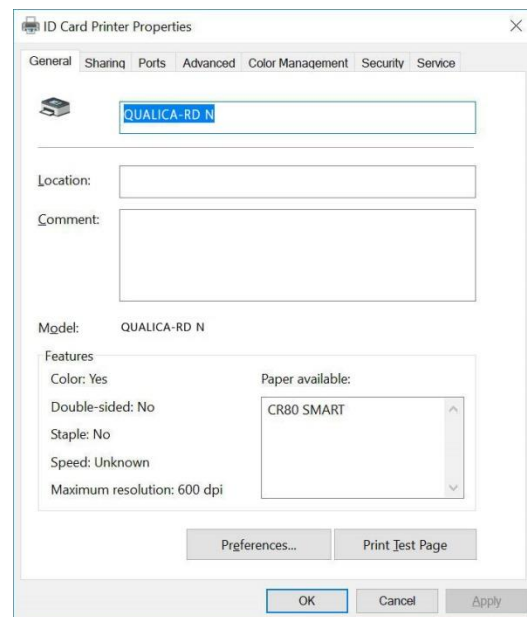 ID Card Printer Properties
General Sharing Ports Advanced Color Management Security Service
QUALICA-RD N
Location:
Comment:
Model: QUALICA-RD N
Features
Color: Yes Paper available:
Double-sided: No CR80 SMART
Staple: No
Speed: Unknown
Maximum resolution: 600 dpi
Preferences... Print Test Page
OK Cancel Apply